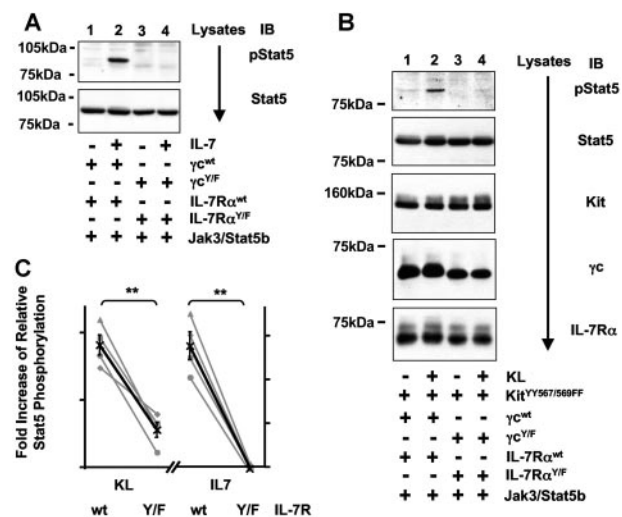 A
1 2 3 4 Lysates IB
105kDa
75kDa
pStat5
105kDa
75kDa
Stat5
- + - + IL-7
+ + - - γc^wt
- - + + γc^Y/F
+ + - - IL-7Rα^wt
- - + + IL-7Rα^Y/F
+ + + + Jak3/Stat5b
B
1 2 3 4 Lysates IB
pStat5
75kDa
Stat5
75kDa
160kDa
Kit
75kDa
γc
75kDa
IL-7Rα
- + - + KL
+ + + + Kit^YY567/569FF
+ + - - γc^wt
- - + + γc^Y/F
+ + - - IL-7Rα^wt
- - + + IL-7Rα^Y/F
+ + + + Jak3/Stat5b
C
Fold Increase of Relative
Stat5 Phosphorylation
** **
KL IL7
wt Y/F wt Y/F IL-7R